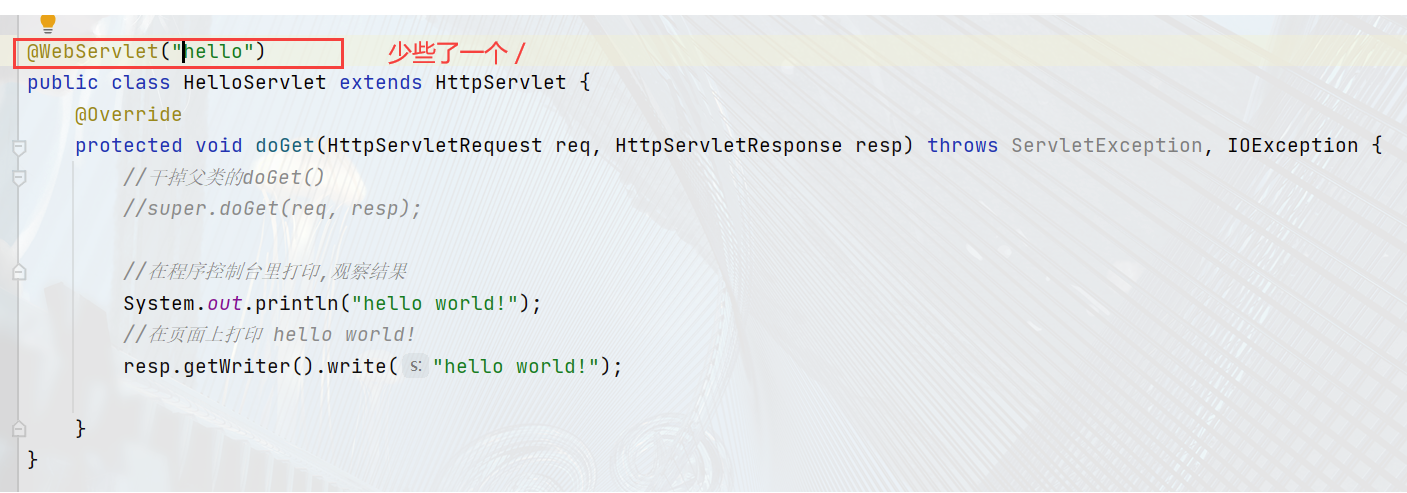 @WebServlet("hello") 少些了一个 /
public class HelloServlet extends HttpServlet {
@Override
protected void doGet(HttpServletRequest req, HttpServletResponse resp) throws ServletException, IOException {
//干掉父类的doGet()
//super.doGet(req, resp);
//在程序控制台里打印,观察结果
System.out.println("hello world!");
//在页面上打印 hello world!
resp.getWriter().write( s: "hello world!");
}
}